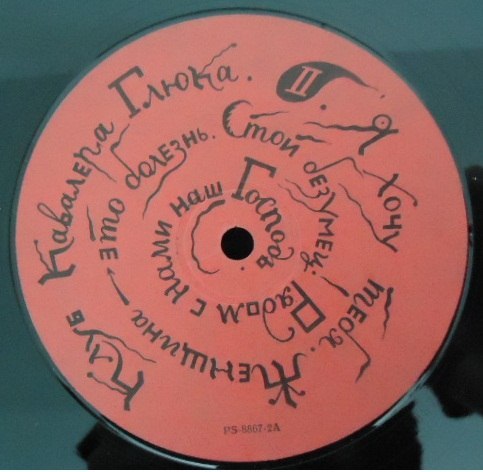 Клуб Кавалера Глюка.
II. Я хочу тебя. Женщина — это болезнь. Стой безумец! Рядом с нами наш Господь.
PS-8867-2A